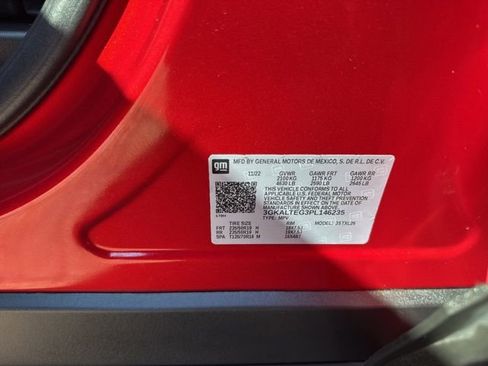 gm
MFD BY GENERAL MOTORS DE MEXICO, S. DE R.L. DE C.V.
11/22 GVWR GAWR FRT GAWR RR
2100 KG 1175 KG 1200 KG
4630 LB 2590 LB 2645 LB
THIS VEHICLE CONFORMS TO ALL
APPLICABLE U.S. FEDERAL MOTOR
VEHICLE SAFETY AND THEFT PREVENTION
STANDARDS IN EFFECT ON THE DATE OF
MANUFACTURE SHOWN ABOVE.
3GKALTEG3PL146235
TYPE: MPV
TIRE SIZE RIM MODEL:
FRT H
RR H
SPA M